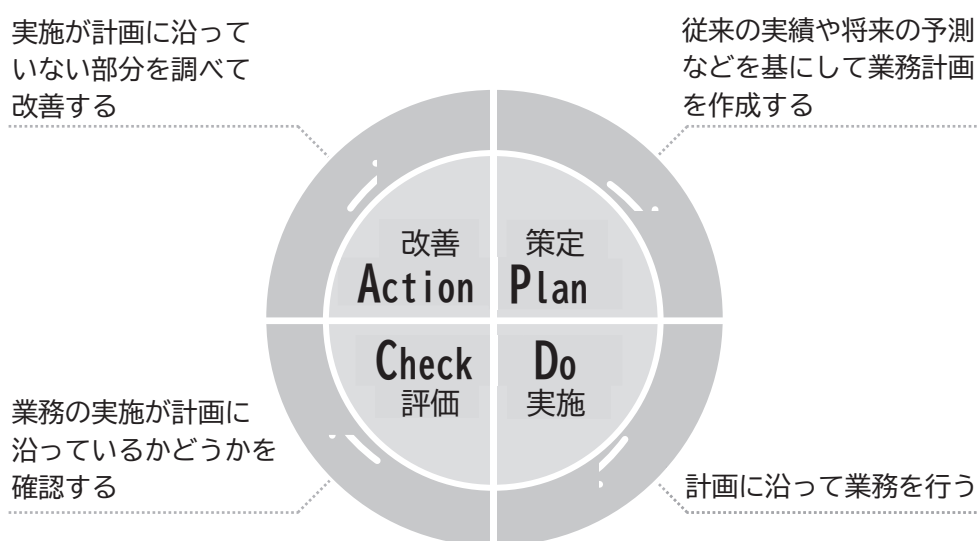 実施が計画に沿って
いない部分を調べて
改善する
従来の実績や将来の予測
などを基にして業務計画
を作成する
改善
Action
策定
Plan
Check
評価
Do
実施
業務の実施が計画に
沿っているかどうかを
確認する
計画に沿って業務を行う